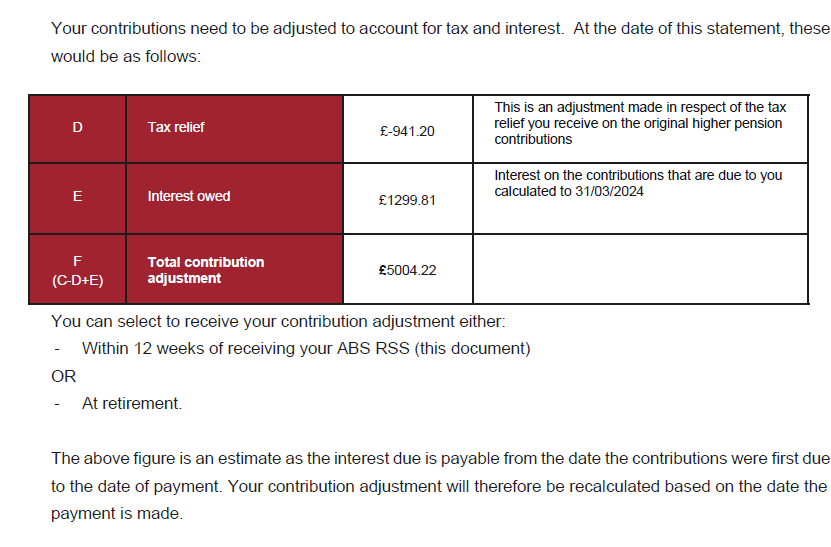 Your contributions need to be adjusted to account for tax and interest.  At the date of this statement, these
would be as follows:
D
Tax relief
£-941.20
This is an adjustment made in respect of the tax
relief you receive on the original higher pension
contributions
E
Interest owed
£1299.81
Interest on the contributions that are due to you
calculated to 31/03/2024
F
(C-D+E)
Total contribution
adjustment
£5004.22
You can select to receive your contribution adjustment either:
- Within 12 weeks of receiving your ABS RSS (this document)
OR
- At retirement.
The above figure is an estimate as the interest due is payable from the date the contributions were first due
to the date of payment. Your contribution adjustment will therefore be recalculated based on the date the
payment is made.